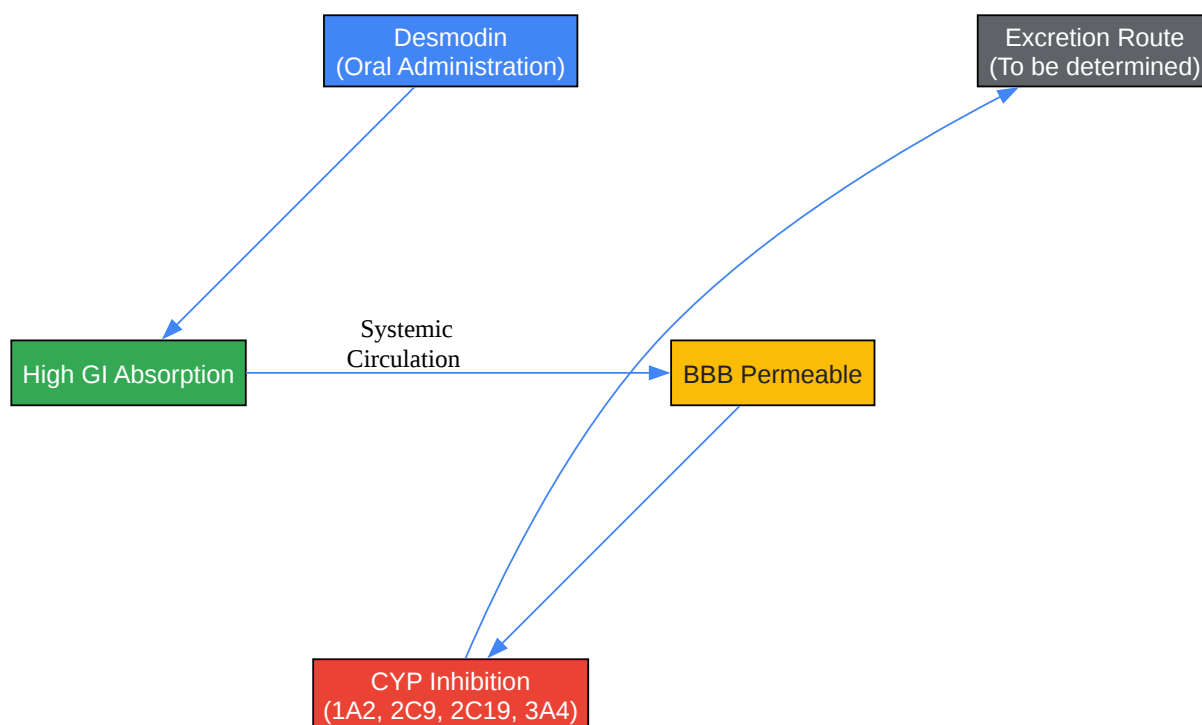 Desmodin
(Oral Administration)
Excretion Route
(To be determined)
Systemic
Circulation
High GI Absorption
BBB Permeable
CYP Inhibition
(1A2, 2C9, 2C19, 3A4)